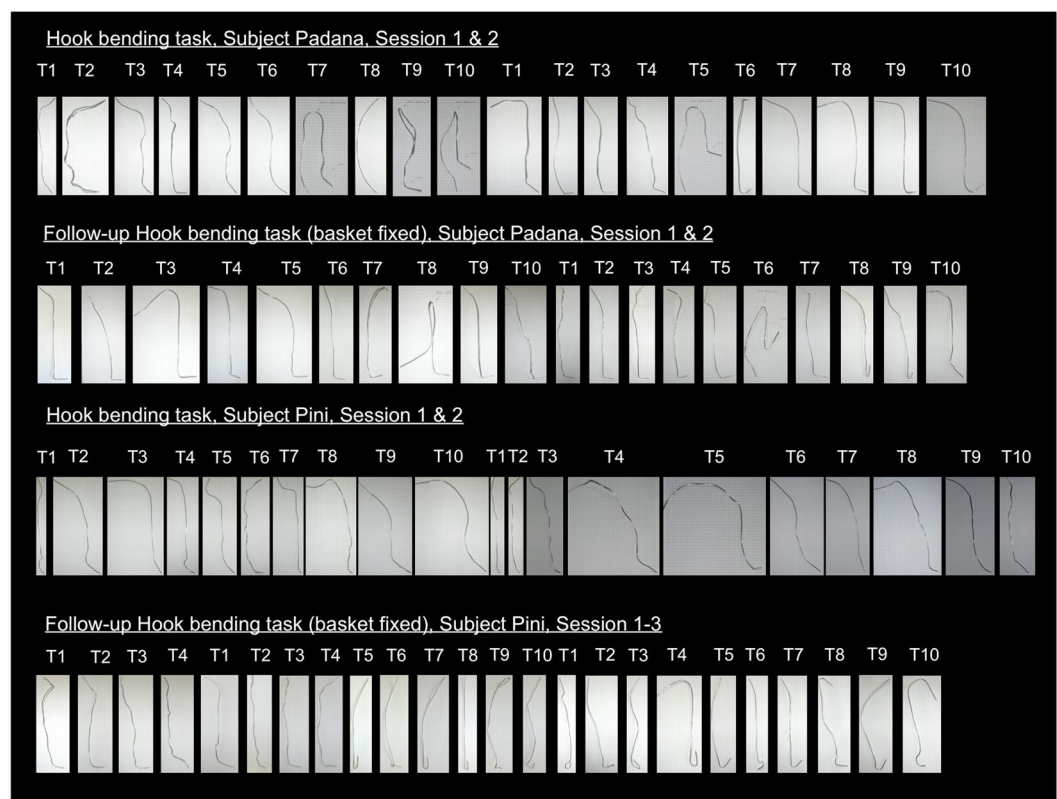 Hook bending task, Subject Padana, Session 1 & 2
T1 T2 T3 T4 T5 T6 T7 T8 T9 T10 T1 T2 T3 T4 T5 T6 T7 T8 T9 T10
Follow-up Hook bending task (basket fixed), Subject Padana, Session 1 & 2
T1 T2 T3 T4 T5 T6 T7 T8 T9 T10 T1 T2 T3 T4 T5 T6 T7 T8 T9 T10
Hook bending task, Subject Pini, Session 1 & 2
T1 T2 T3 T4 T5 T6 T7 T8 T9 T10 T1 T2 T3 T4 T5 T6 T7 T8 T9 T10
Follow-up Hook bending task (basket fixed), Subject Pini, Session 1-3
T1 T2 T3 T4 T1 T2 T3 T4 T5 T6 T7 T8 T9 T10 T1 T2 T3 T4 T5 T6 T7 T8 T9 T10